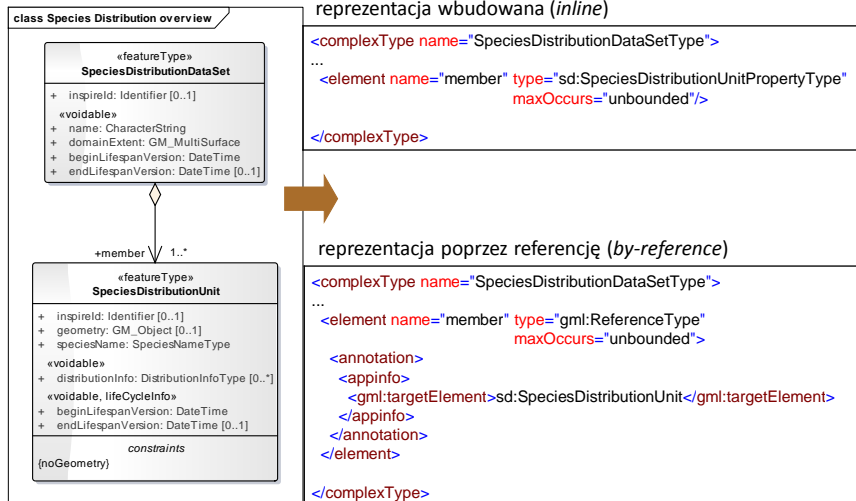 class Species Distribution overview
«featureType»
SpeciesDistributionDataSet
+ inspireId: Identifier [0..1]
«voidable»
+ name: CharacterString
+ domainExtent: GM_MultiSurface
+ beginLifespanVersion: DateTime
+ endLifespanVersion: DateTime [0..1]
+member 1..*
«featureType»
SpeciesDistributionUnit
+ inspireId: Identifier [0..1]
+ geometry: GM_Object [0..1]
+ speciesName: SpeciesNameType
«voidable»
+ distributionInfo: DistributionInfoType [0..*]
«voidable, lifeCycleInfo»
+ beginLifespanVersion: DateTime
+ endLifespanVersion: DateTime [0..1]
constraints
{noGeometry}
reprezentacja wbudowana (inline)
<complexType name="SpeciesDistributionDataSetType">
...
<element name="member" type="sd:SpeciesDistributionUnitPropertyType"
maxOccurs="unbounded"/>
</complexType>
reprezentacja poprzez referencję (by-reference)
<complexType name="SpeciesDistributionDataSetType">
...
<element name="member" type="gml:ReferenceType"
maxOccurs="unbounded">
<annotation>
<appinfo>
<gml:targetElement>sd:SpeciesDistributionUnit</gml:targetElement>
</appinfo>
</annotation>
</element>
</complexType>